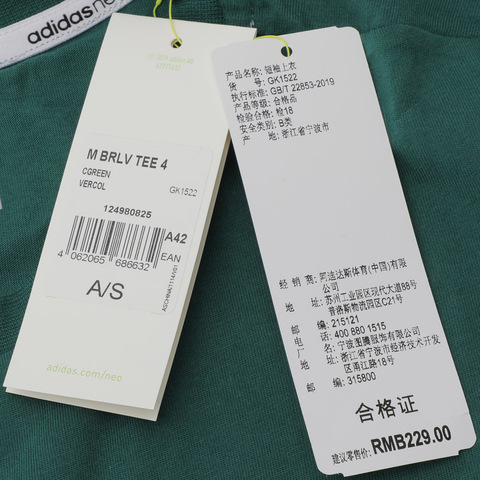 adidas neo
M BRLV TEE 4
CGREEN
VERCOL
GK1522
124980825
A42
EAN
4 062065 686632
A/S
ASCHINA3111410/01
adidas.com/neo
产品名称: 短袖上衣
货 号: GK1522
执行标准: GB/T 22853-2019
产品等级: 合格品
检验合格: 检18
安全类别: B类
产 地: 浙江省宁波市
经 销 商: 阿迪达斯体育(中国)有限
公司
地 址: 苏州工业园区现代大道88号
普洛斯物流园区C21号
邮 编: 215121
电 话: 400 880 1515
厂 名: 宁波图腾服饰有限公司
地 址: 浙江省宁波市经济技术开发
区甬江路18号
邮 编: 315800
合格证
建议零售价: RMB229.00